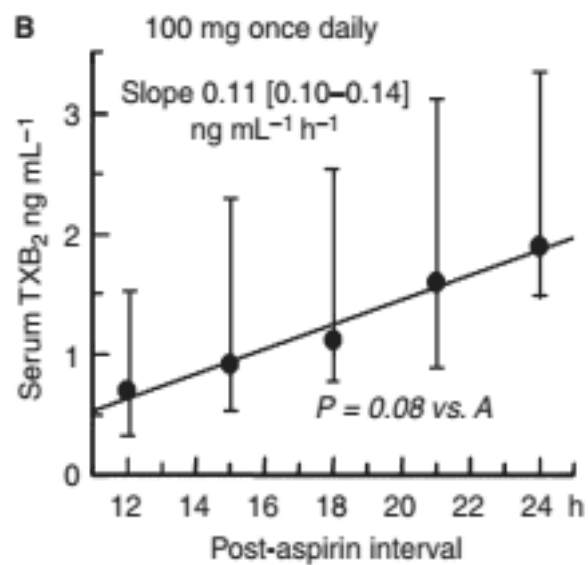 B 100 mg once daily
Slope 0.11 [0.10–0.14]
ng mL⁻¹ h⁻¹
Serum TXB₂ ng mL⁻¹
3
2
1
0
P = 0.08 vs. A
12 14 16 18 20 22 24 h
Post-aspirin interval